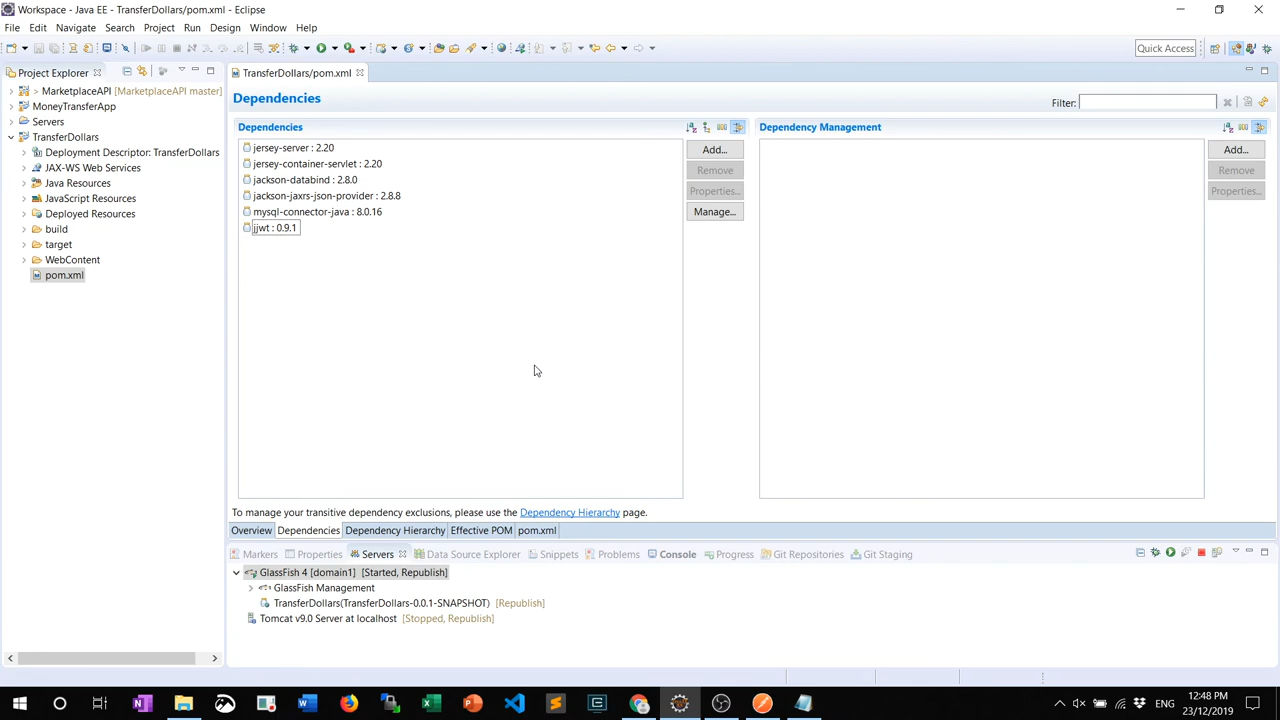 Workspace - Java EE - TransferDollars/pom.xml - Eclipse
File Edit Navigate Search Project Run Design Window Help
Quick Access
Project Explorer
> MarketplaceAPI [MarketplaceAPI master]
MoneyTransferApp
Servers
TransferDollars
Deployment Descriptor: TransferDollars
JAX-WS Web Services
Java Resources
JavaScript Resources
Deployed Resources
build
target
WebContent
pom.xml
TransferDollars/pom.xml
Dependencies
Filter:
Dependencies
jersey-server : 2.20
jersey-container-servlet : 2.20
jackson-databind : 2.8.0
jackson-jaxrs-json-provider : 2.8.8
mysql-connector-java : 8.0.16
jjwt : 0.9.1
Add...
Remove
Properties...
Manage...
Dependency Management
Add...
Remove
Properties...
To manage your transitive dependency exclusions, please use the Dependency Hierarchy page.
Overview Dependencies Dependency Hierarchy Effective POM pom.xml
Markers Properties Servers Data Source Explorer Snippets Problems Console Progress Git Repositories Git Staging
GlassFish 4 [domain1] [Started, Republish]
GlassFish Management
TransferDollars(TransferDollars-0.0.1-SNAPSHOT) [Republish]
Tomcat v9.0 Server at localhost [Stopped, Republish]
ENG
12:48 PM
23/12/2019